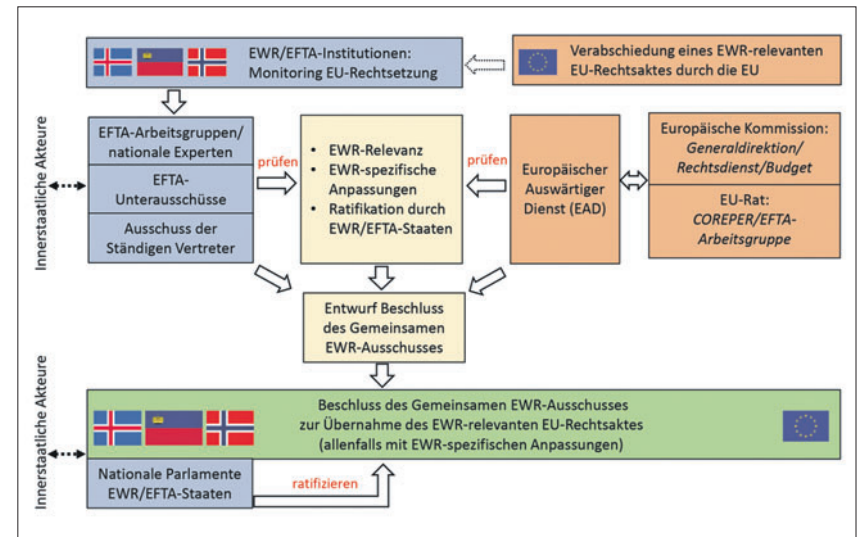 EWR/EFTA-Institutionen:
Monitoring EU-Rechtsetzung
Verabschiedung eines EWR-relevanten
EU-Rechtsaktes durch die EU
Innerstaatliche Akteure
EFTA-Arbeitsgruppen/
nationale Experten
EFTA-
Unterausschüsse
Ausschuss der
Ständigen Vertreter
prüfen
• EWR-Relevanz
• EWR-spezifische
Anpassungen
• Ratifikation durch
EWR/EFTA-Staaten
prüfen
Europäischer
Auswärtiger
Dienst (EAD)
Europäische Kommission:
Generaldirektion/
Rechtsdienst/Budget
EU-Rat:
COREPER/EFTA-
Arbeitsgruppe
Entwurf Beschluss
des Gemeinsamen
EWR-Ausschusses
Innerstaatliche Akteure
Beschluss des Gemeinsamen EWR-Ausschusses
zur Übernahme des EWR-relevanten EU-Rechtsaktes
(allenfalls mit EWR-spezifischen Anpassungen)
Nationale Parlamente
EWR/EFTA-Staaten
ratifizieren